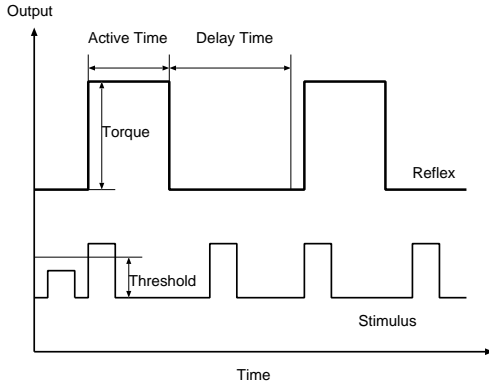 Output
Active Time
Delay Time
Torque
Reflex
Threshold
Stimulus
Time